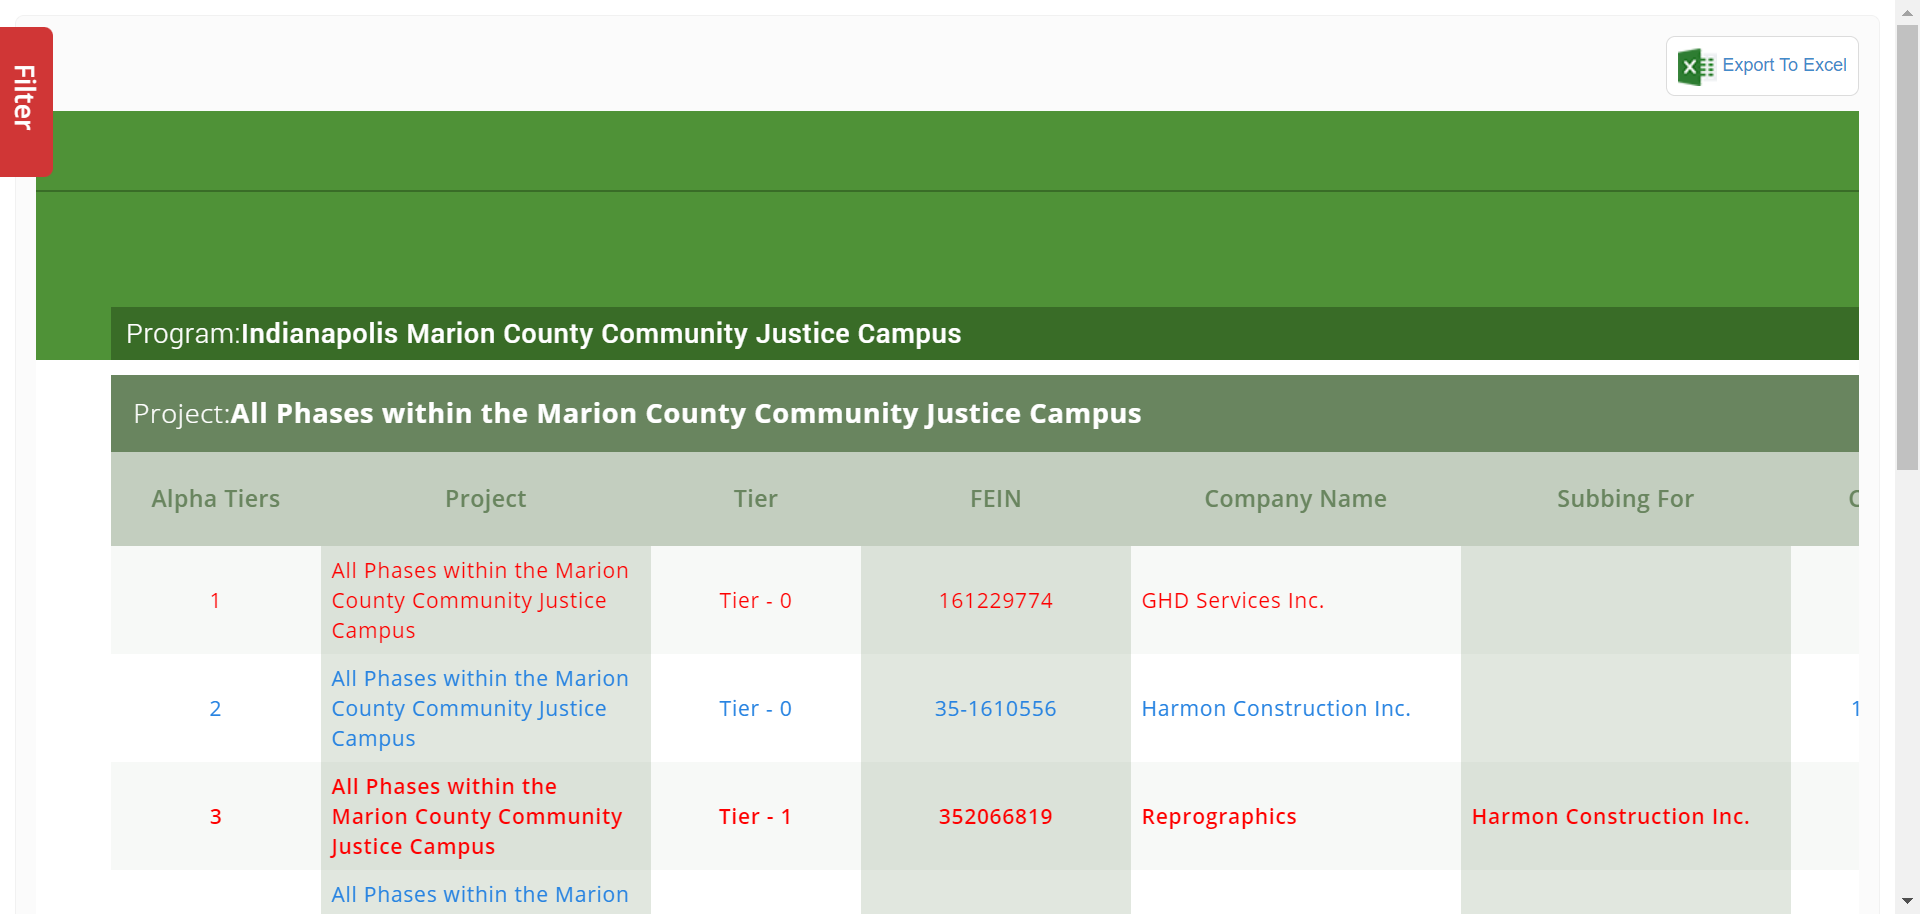 Filter
Export To Excel
Program:Indianapolis Marion County Community Justice Campus
Project:All Phases within the Marion County Community Justice Campus
Alpha Tiers Project Tier FEIN Company Name Subbing For
1 All Phases within the Marion County Community Justice Campus Tier - 0 161229774 GHD Services Inc.
2 All Phases within the Marion County Community Justice Campus Tier - 0 35-1610556 Harmon Construction Inc. 1
3 All Phases within the Marion County Community Justice Campus Tier - 1 352066819 Reprographics Harmon Construction Inc.
All Phases within the Marion